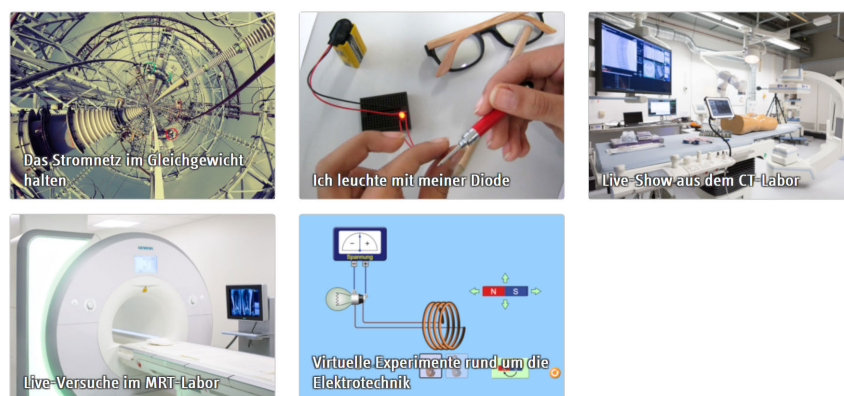 Das Stromnetz im Gleichgewicht
halten
Ich leuchte mit meiner Diode
Live-Show aus dem CT-Labor
SIEMENS
Live-Versuche im MRT-Labor
Spannung
N S
Virtuelle Experimente rund um die
Elektrotechnik